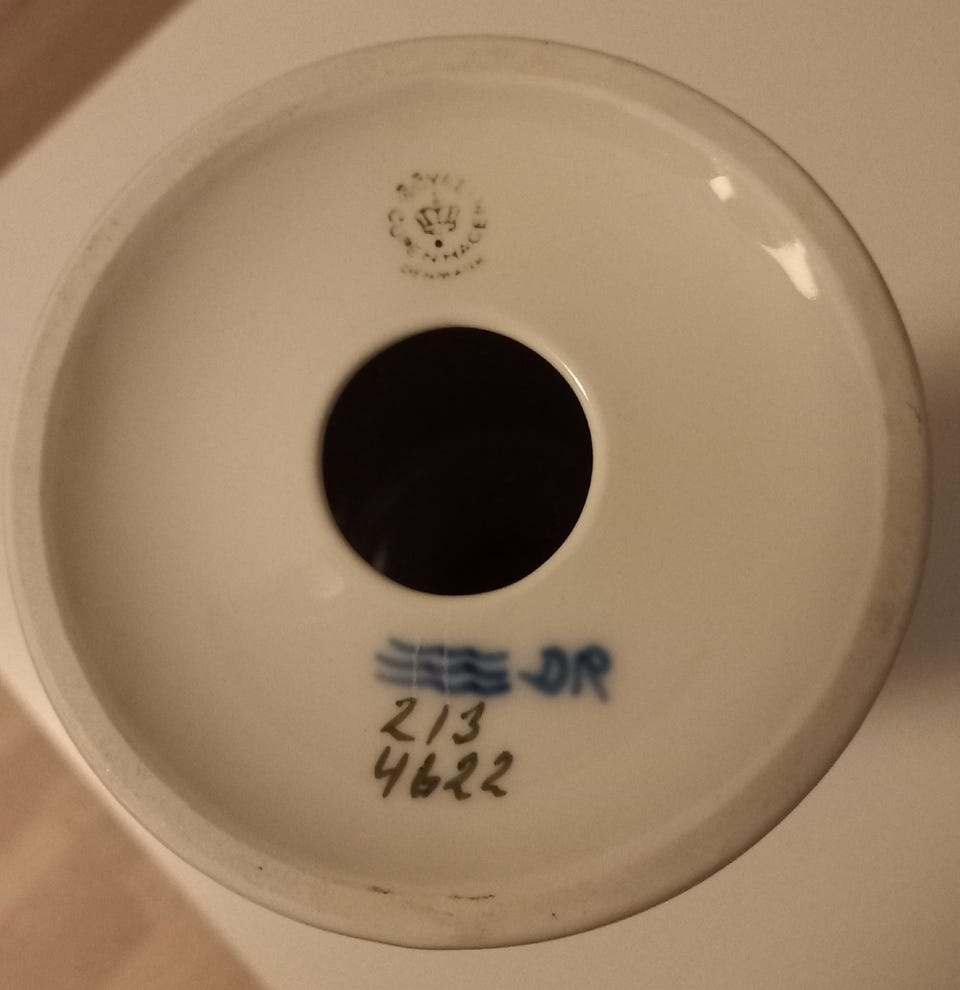 ROYAL
COPENHAGEN
DENMARK
DR
213
4622